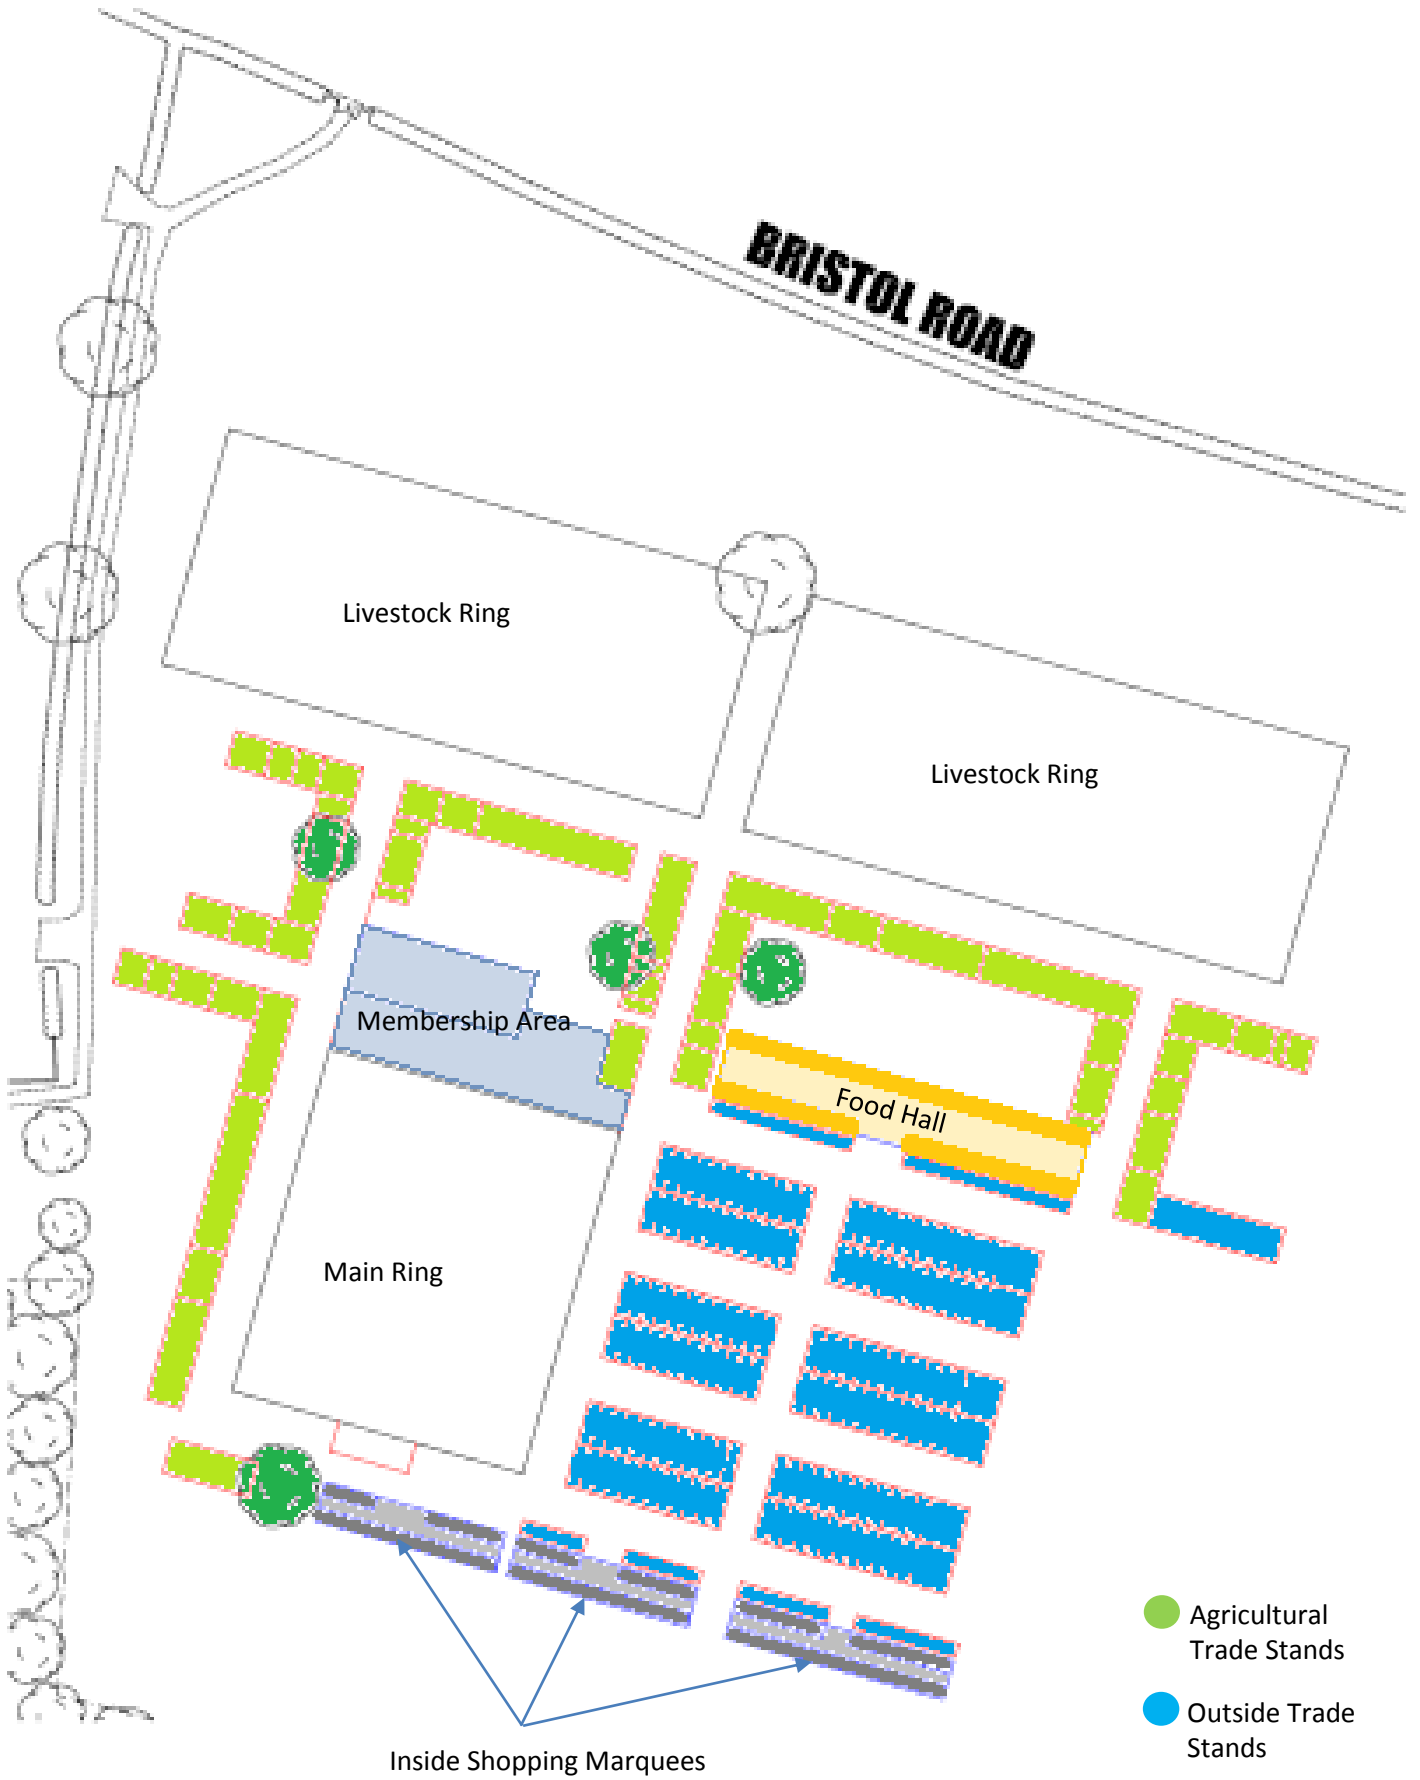 BRISTOL ROAD
Livestock Ring
Livestock Ring
Membership Area
Food Hall
Main Ring
Agricultural
Trade Stands
Outside Trade
Stands
Inside Shopping Marquees